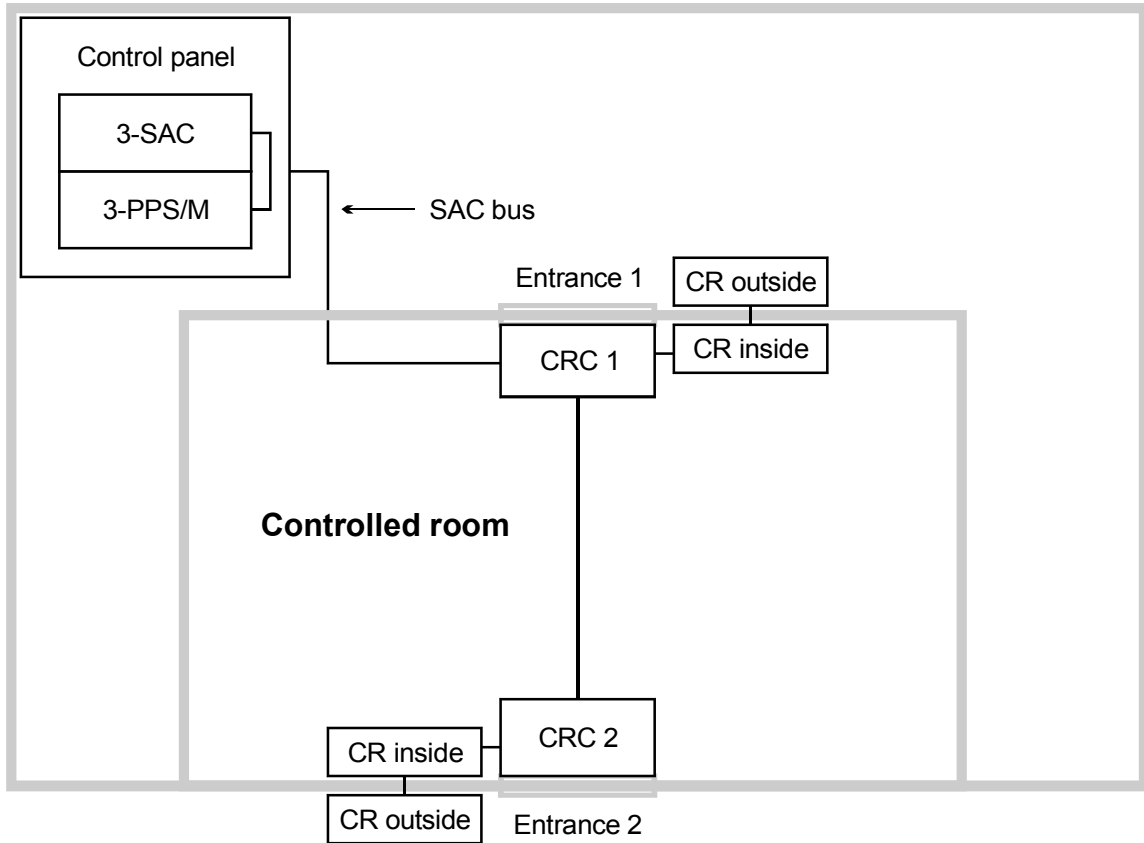 Control panel
3-SAC
3-PPS/M
SAC bus
Entrance 1
CR outside
CRC 1
CR inside
Controlled room
CR inside
CRC 2
CR outside
Entrance 2